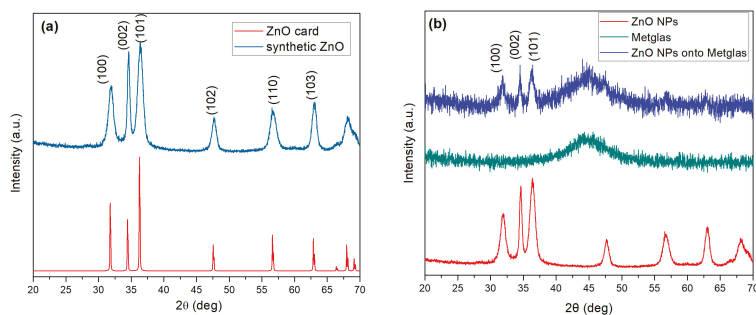 (a)
ZnO card
synthetic ZnO
(100)
(002)
(101)
(102)
(110)
(103)
Intensity (a.u.)
20 25 30 35 40 45 50 55 60 65 70
2θ (deg)
(b)
ZnO NPs
Metglas
ZnO NPs onto Metglas
(100)
(002)
(101)
Intensity (a.u.)
20 25 30 35 40 45 50 55 60 65 70
2θ (deg)